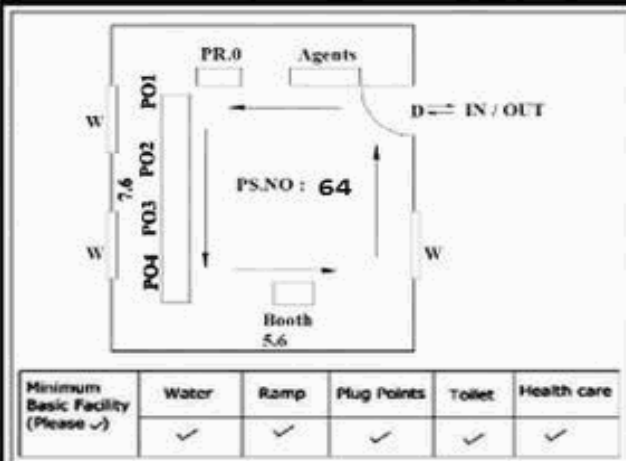 PR.0 Agents
PO1
W
D ⇌ IN / OUT
PO2
7.6
PS.NO : 64
PO3
W
W
PO4
Booth
5.6
Minimum Basic Facility (Please ✓) Water Ramp Plug Points Toilet Health care
✓ ✓ ✓ ✓ ✓